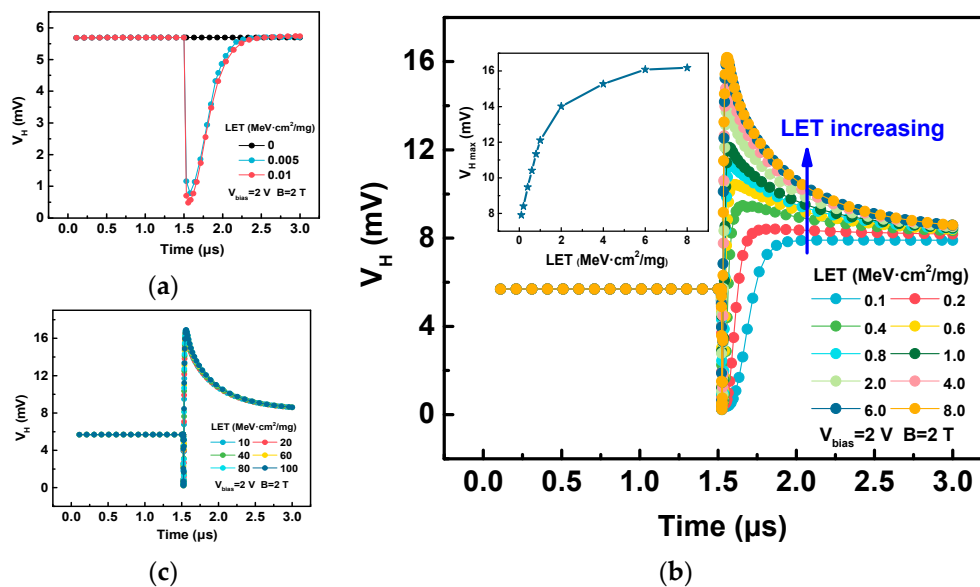 6
5
4
3
2
1
0
V_H (mV)
LET (MeV·cm²/mg)
0
0.005
0.01
V_bias=2 V B=2 T
0.0 0.5 1.0 1.5 2.0 2.5 3.0
Time (μs)
(a)
16
12
8
4
0
V_H (mV)
LET (MeV·cm²/mg)
10 20
40 60
80 100
V_bias=2 V B=2 T
0.0 0.5 1.0 1.5 2.0 2.5 3.0
Time (μs)
(c)
16
12
8
4
0
V_H (mV)
16
14
12
10
8
V_H max (mV)
0 2 4 6 8
LET (MeV·cm²/mg)
LET increasing
LET (MeV·cm²/mg)
0.1 0.2
0.4 0.6
0.8 1.0
2.0 4.0
6.0 8.0
V_bias=2 V B=2 T
0.0 0.5 1.0 1.5 2.0 2.5 3.0
Time (μs)
(b)